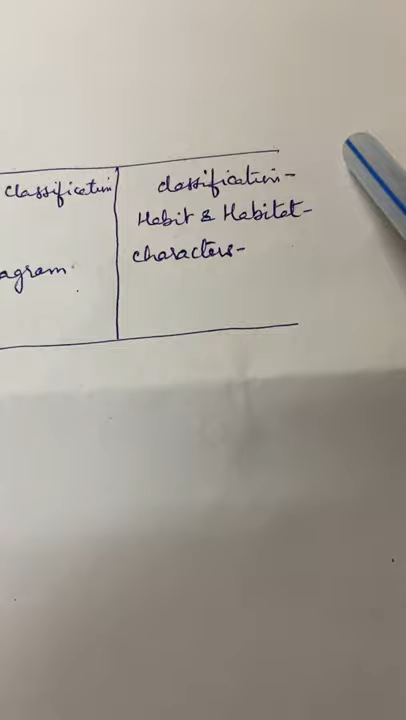 classification
agram.
classification-
Habit & Habitat-
characters-